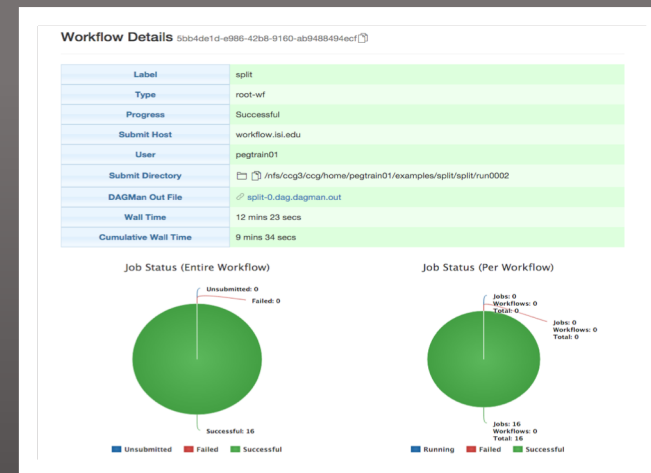 Workflow Details 5bb4de1d-e986-42b8-9160-ab9488494ecf
Label split
Type root-wf
Progress Successful
Submit Host workflow.isi.edu
User pegtrain01
Submit Directory /nfs/ccg3/ccg/home/pegtrain01/examples/split/split/run0002
DAGMan Out File split-0.dag.dagman.out
Wall Time 12 mins 23 secs
Cumulative Wall Time 9 mins 34 secs
Job Status (Entire Workflow)
Unsubmitted: 0
Failed: 0
Successful: 16
Unsubmitted Failed Successful
Job Status (Per Workflow)
Jobs: 0
Workflows: 0
Total: 0
Jobs: 0
Workflows: 0
Total: 0
Jobs: 16
Workflows: 0
Total: 16
Running Failed Successful